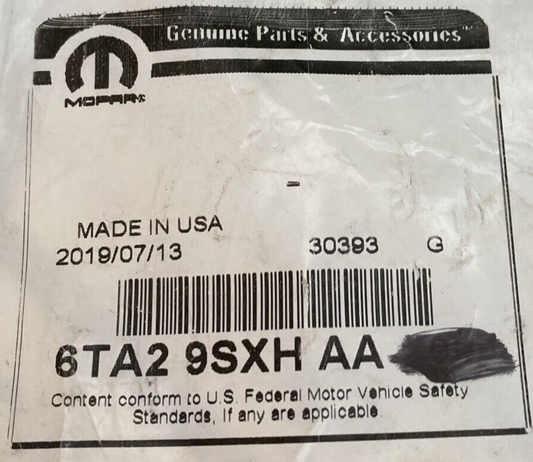 Genuine Parts & Accessories™
MOPAR
-
MADE IN USA
2019/07/13 30393 G
6TA2 9SXH AA
Content conform to U.S. Federal Motor Vehicle Safety
Standards, If any are applicable.